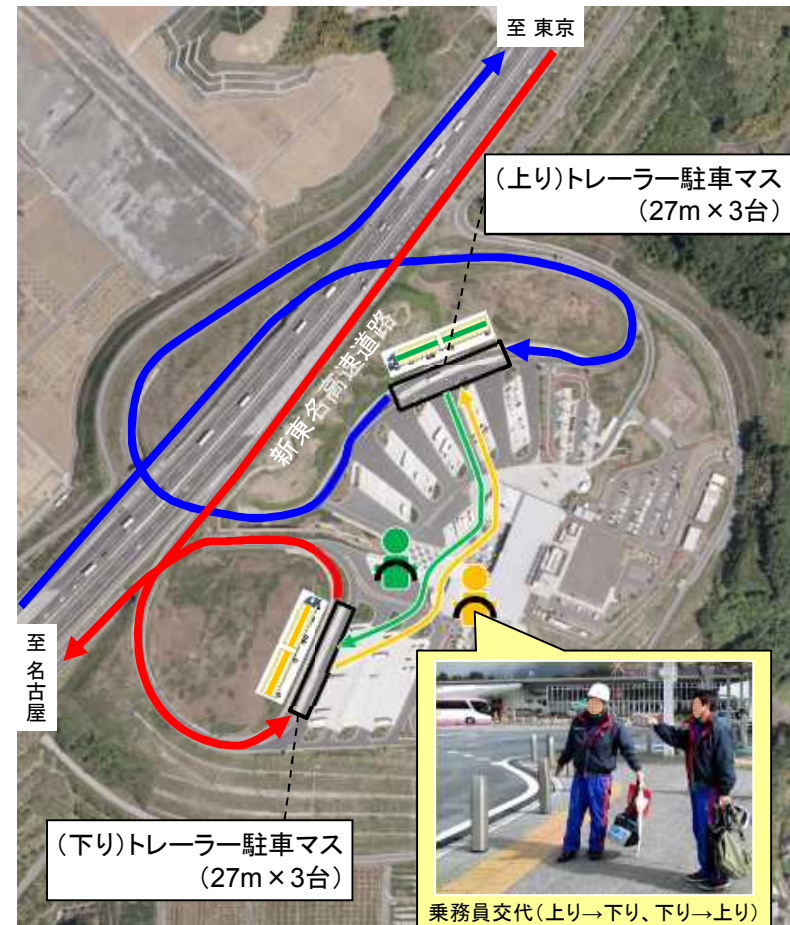 至 東京
(上り)トレーラー駐車マス
(27m×3台)
新東名高速道路
至 名古屋
(下り)トレーラー駐車マス
(27m×3台)
乗務員交代(上り→下り、下り→上り)